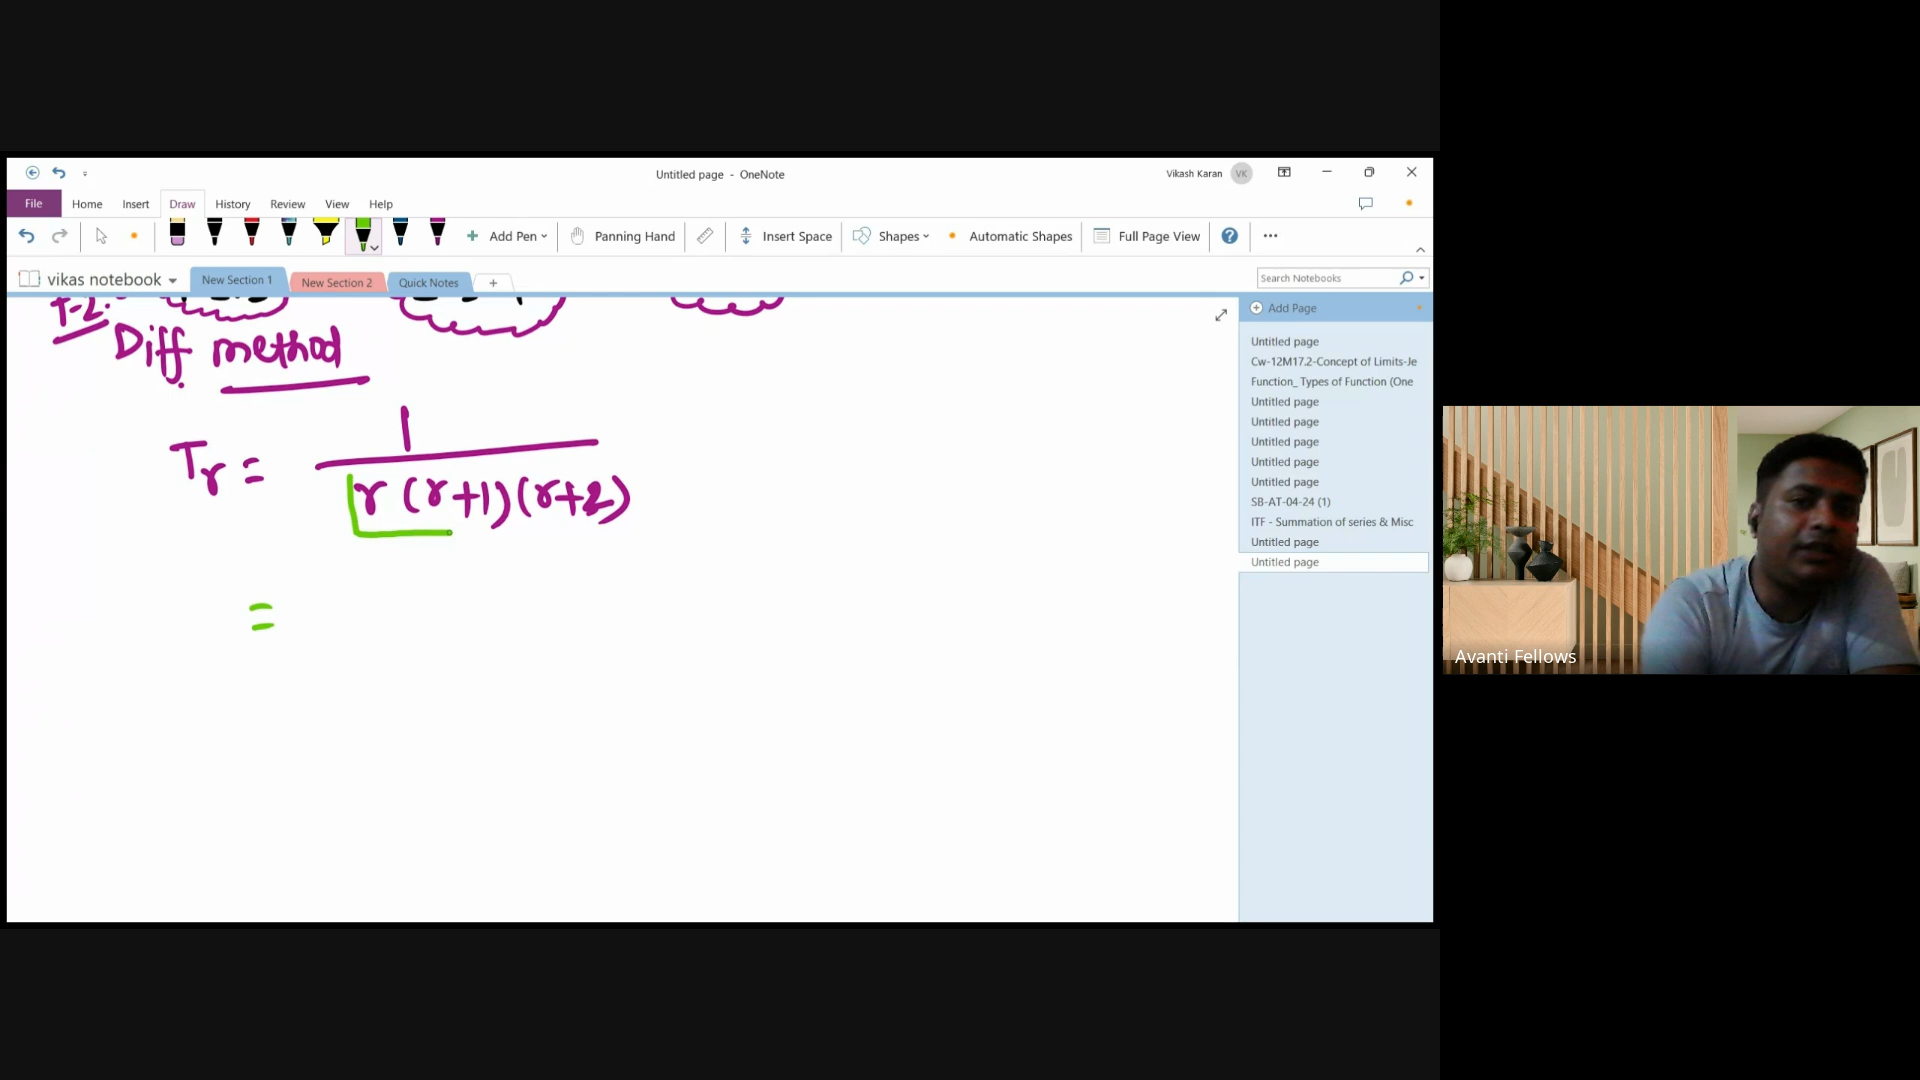 Untitled page - OneNote
Vikash Karan VK
File Home Insert Draw History Review View Help
+ Add Pen Panning Hand Insert Space Shapes Automatic Shapes Full Page View ? ...
vikas notebook New Section 1 New Section 2 Quick Notes +
Search Notebooks
Add Page
Untitled page
Cw-12M17.2-Concept of Limits-Je
Function_ Types of Function (One
Untitled page
Untitled page
Untitled page
Untitled page
Untitled page
SB-AT-04-24 (1)
ITF - Summation of series & Misc
Untitled page
Untitled page
T-2.
Diff method
1
Tr =
r(r+1)(r+2)
=
Avanti Fellows